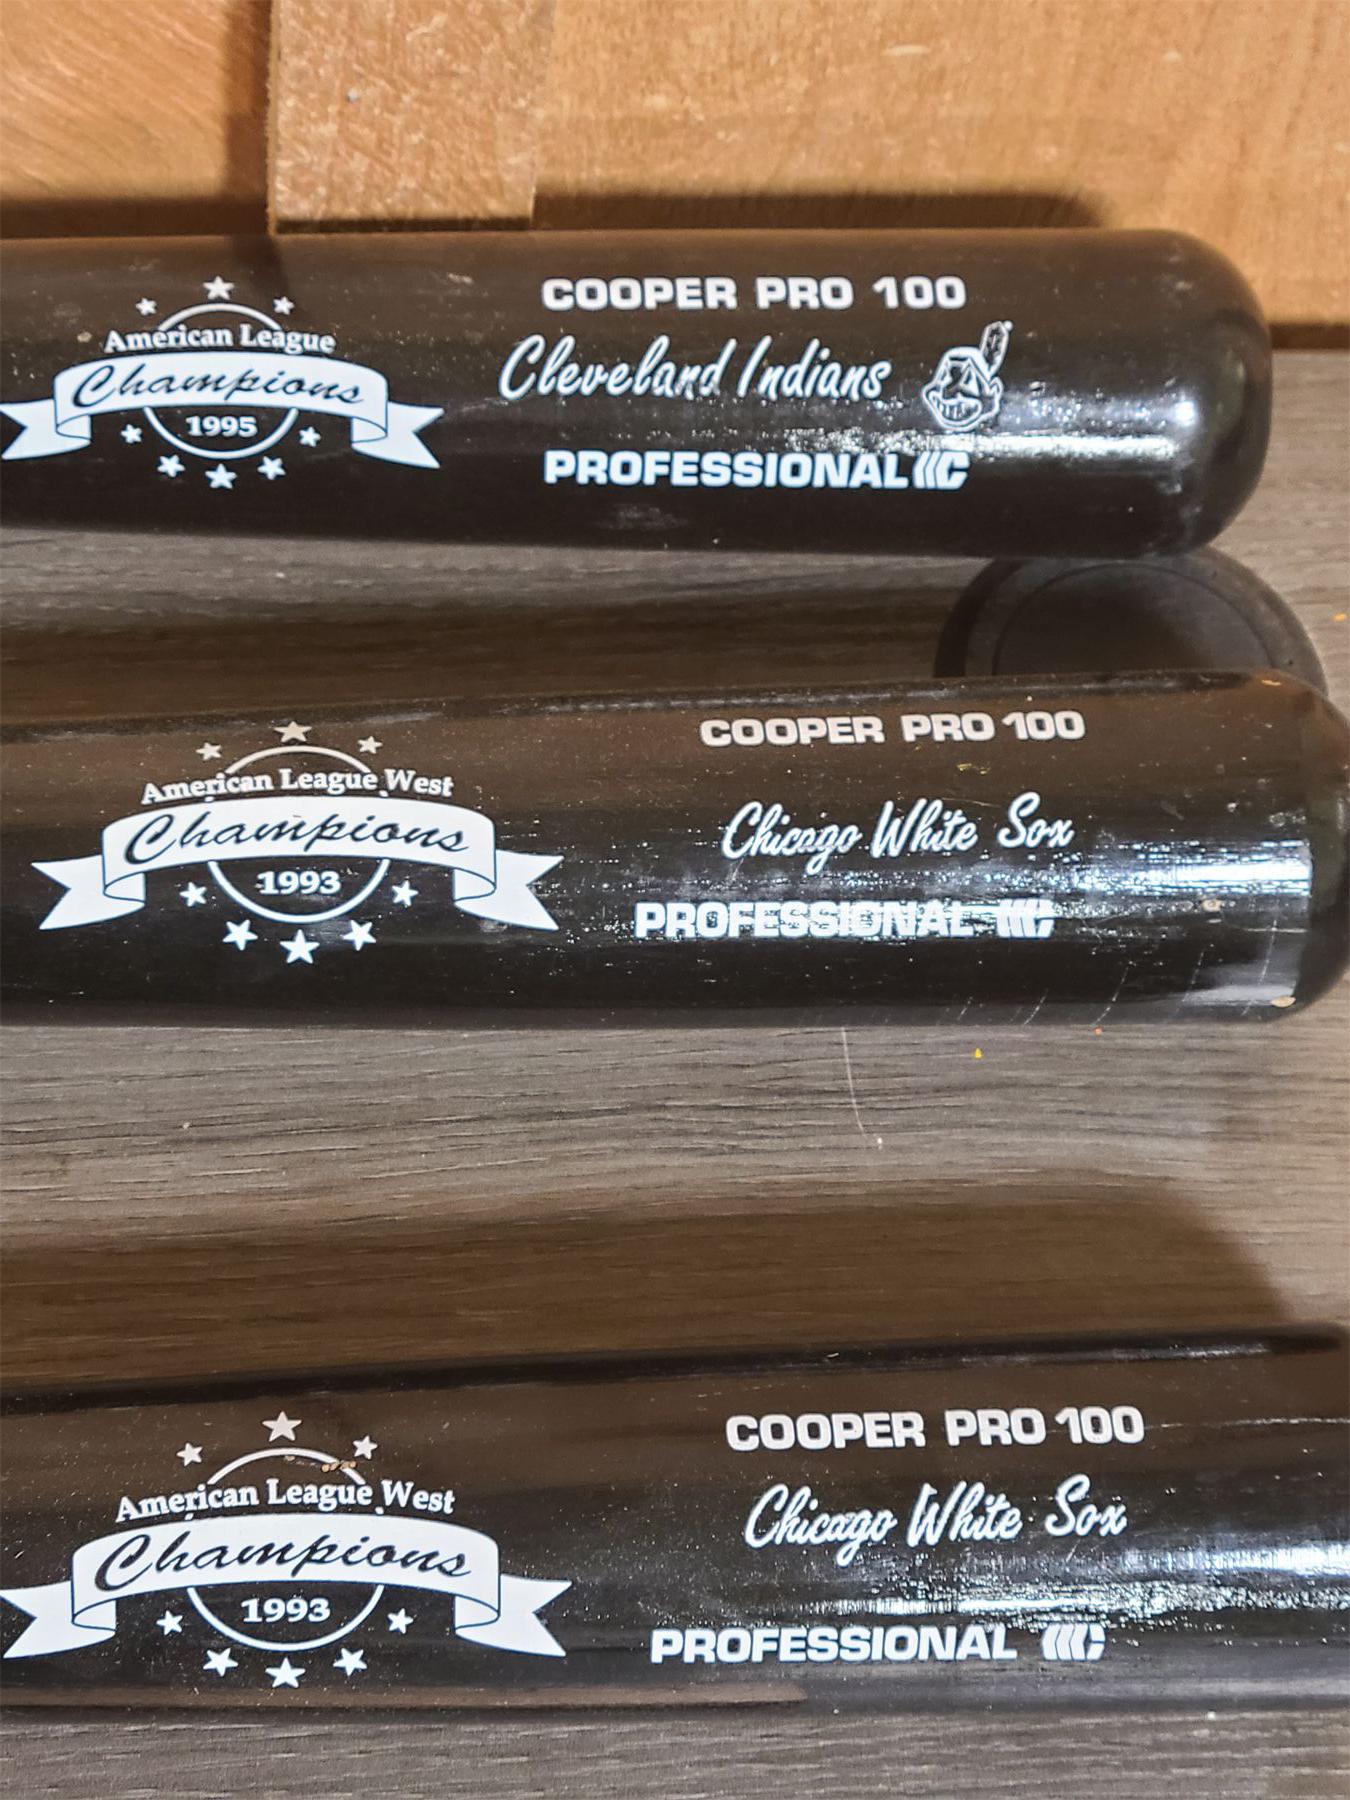 COOPER PRO 100
American League
Cleveland Indians
Champions
1995
PROFESSIONAL
COOPER PRO 100
American League West
Chicago White Sox
Champions
1993
PROFESSIONAL
COOPER PRO 100
American League West
Chicago White Sox
Champions
1993
PROFESSIONAL